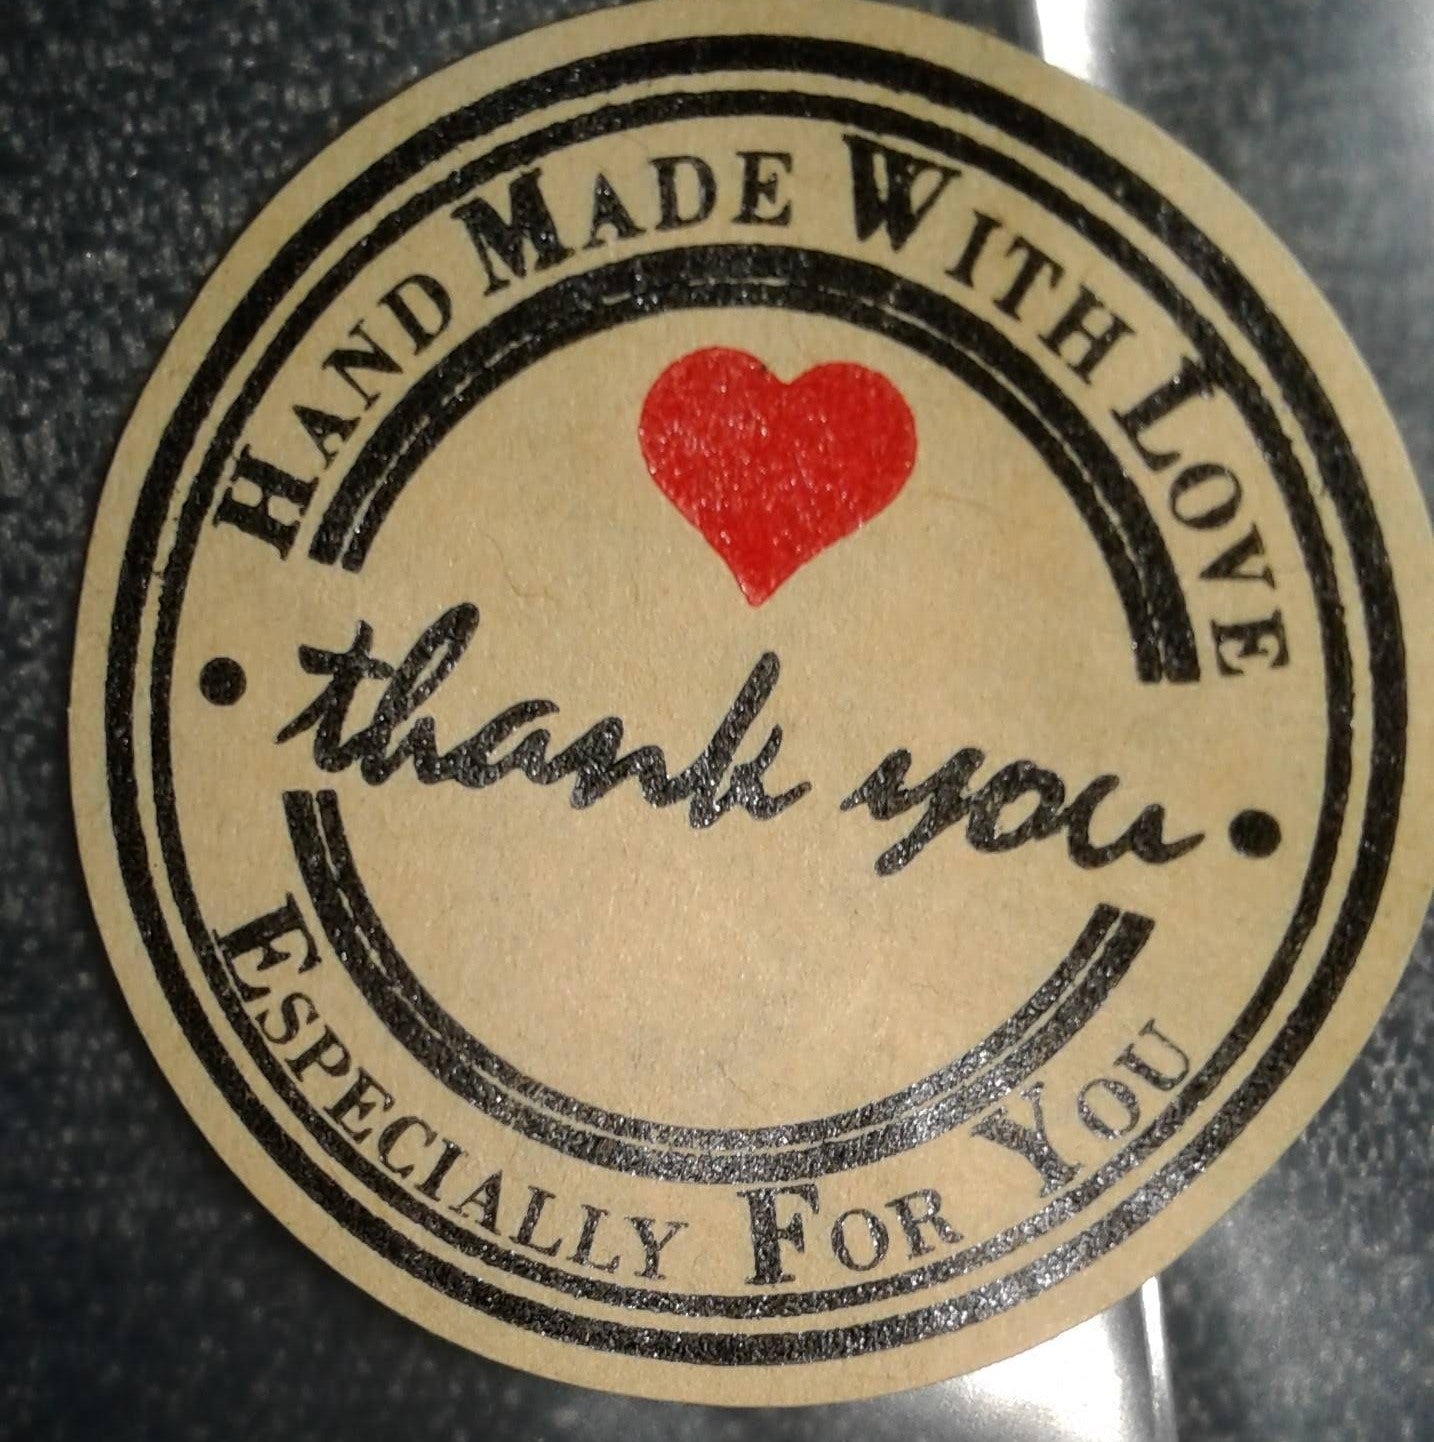 Hand Made With Love
thank you
Especially For You